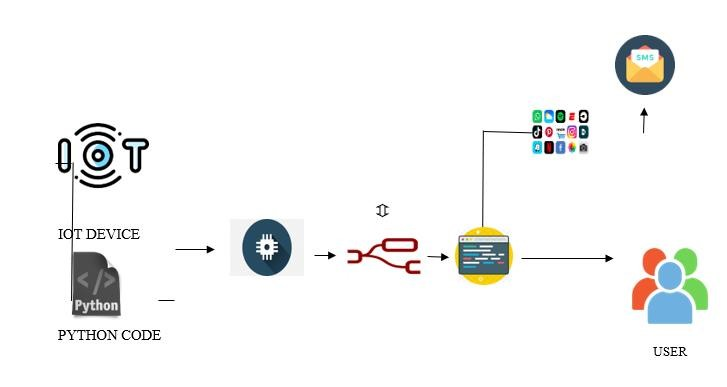 SMS
IOT
IOT DEVICE
</>
Python
PYTHON CODE
USER